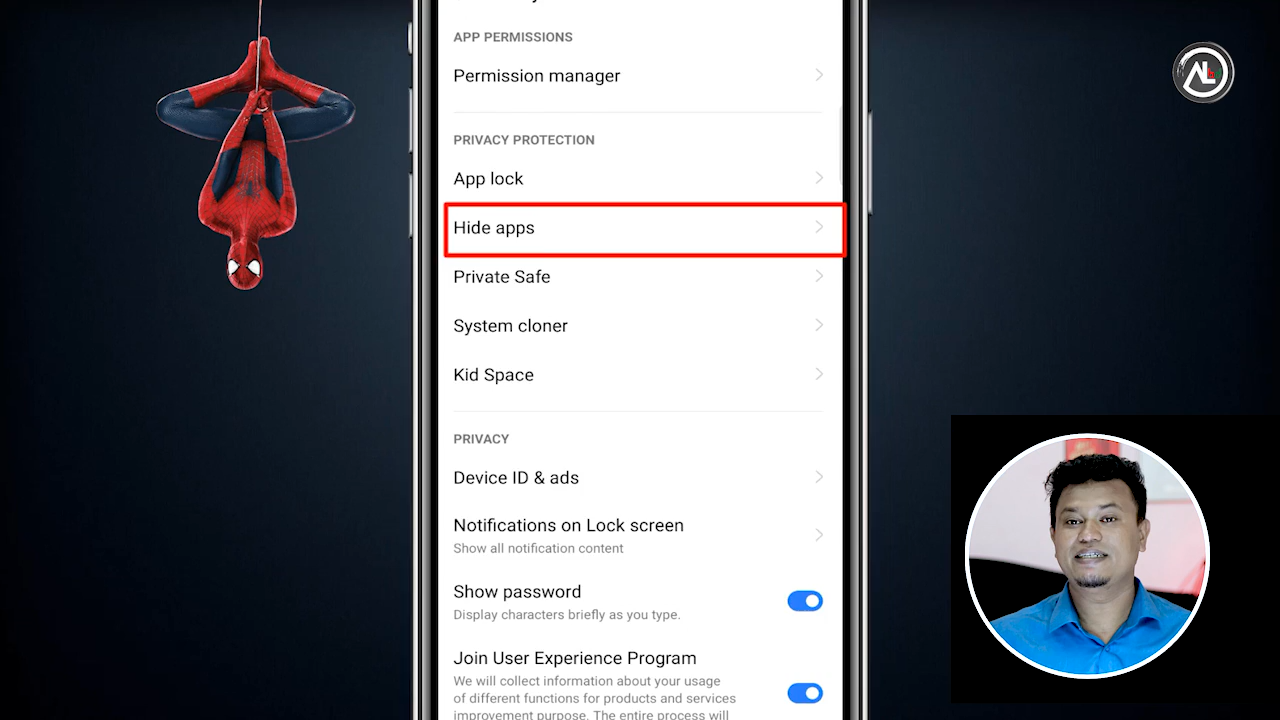 APP PERMISSIONS
Permission manager
PRIVACY PROTECTION
App lock
Hide apps
Private Safe
System cloner
Kid Space
PRIVACY
Device ID & ads
Notifications on Lock screen
Show all notification content
Show password
Display characters briefly as you type.
Join User Experience Program
We will collect information about your usage
of different functions for products and services
improvement purpose. The entire process will